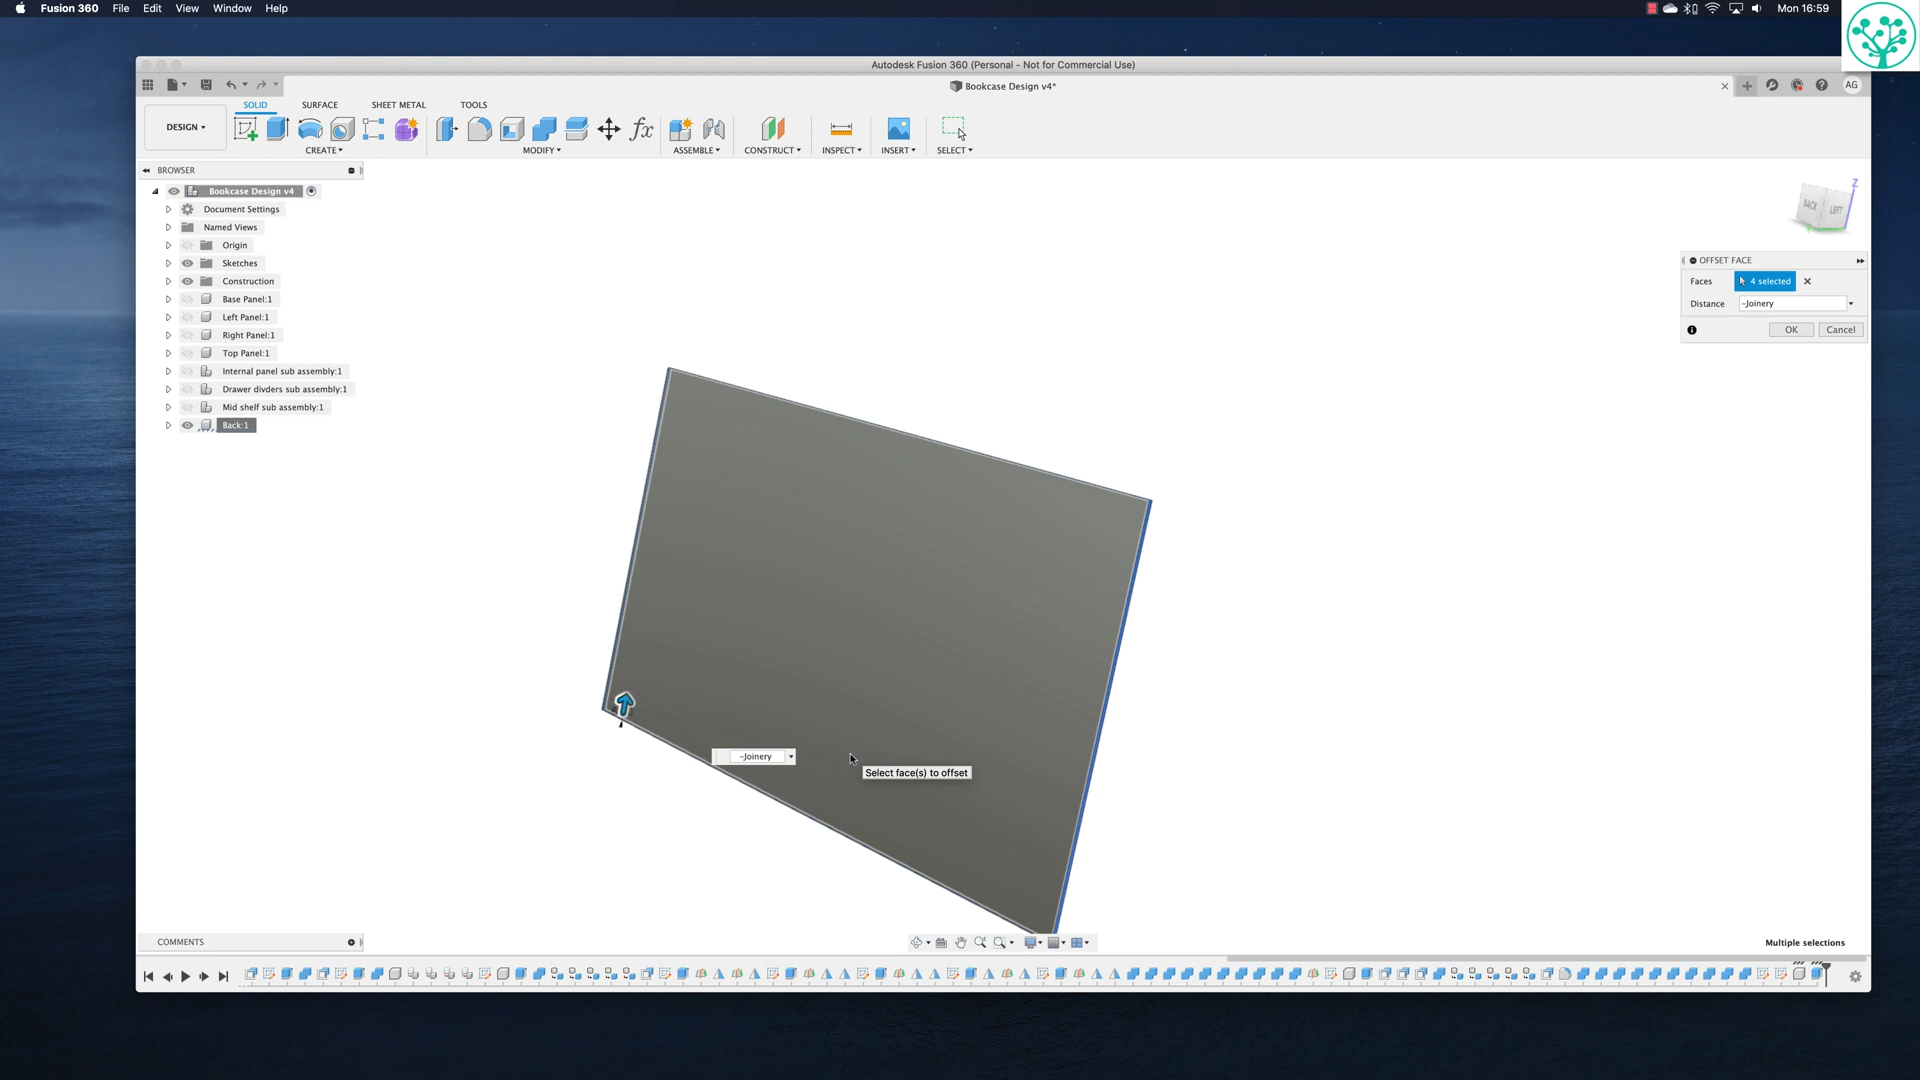 Fusion 360 File Edit View Window Help Mon 16:59
Autodesk Fusion 360 (Personal - Not for Commercial Use)
Bookcase Design v4*
AG
DESIGN
SOLID SURFACE SHEET METAL TOOLS
CREATE MODIFY ASSEMBLE CONSTRUCT INSPECT INSERT SELECT
BROWSER
Bookcase Design v4
Document Settings
Named Views
Origin
Sketches
Construction
Base Panel:1
Left Panel:1
Right Panel:1
Top Panel:1
Internal panel sub assembly:1
Drawer dividers sub assembly:1
Mid shelf sub assembly:1
Back:1
Z
BACK LEFT
OFFSET FACE
Faces 4 selected
Distance -Joinery
OK Cancel
-Joinery
Select face(s) to offset
COMMENTS
Multiple selections